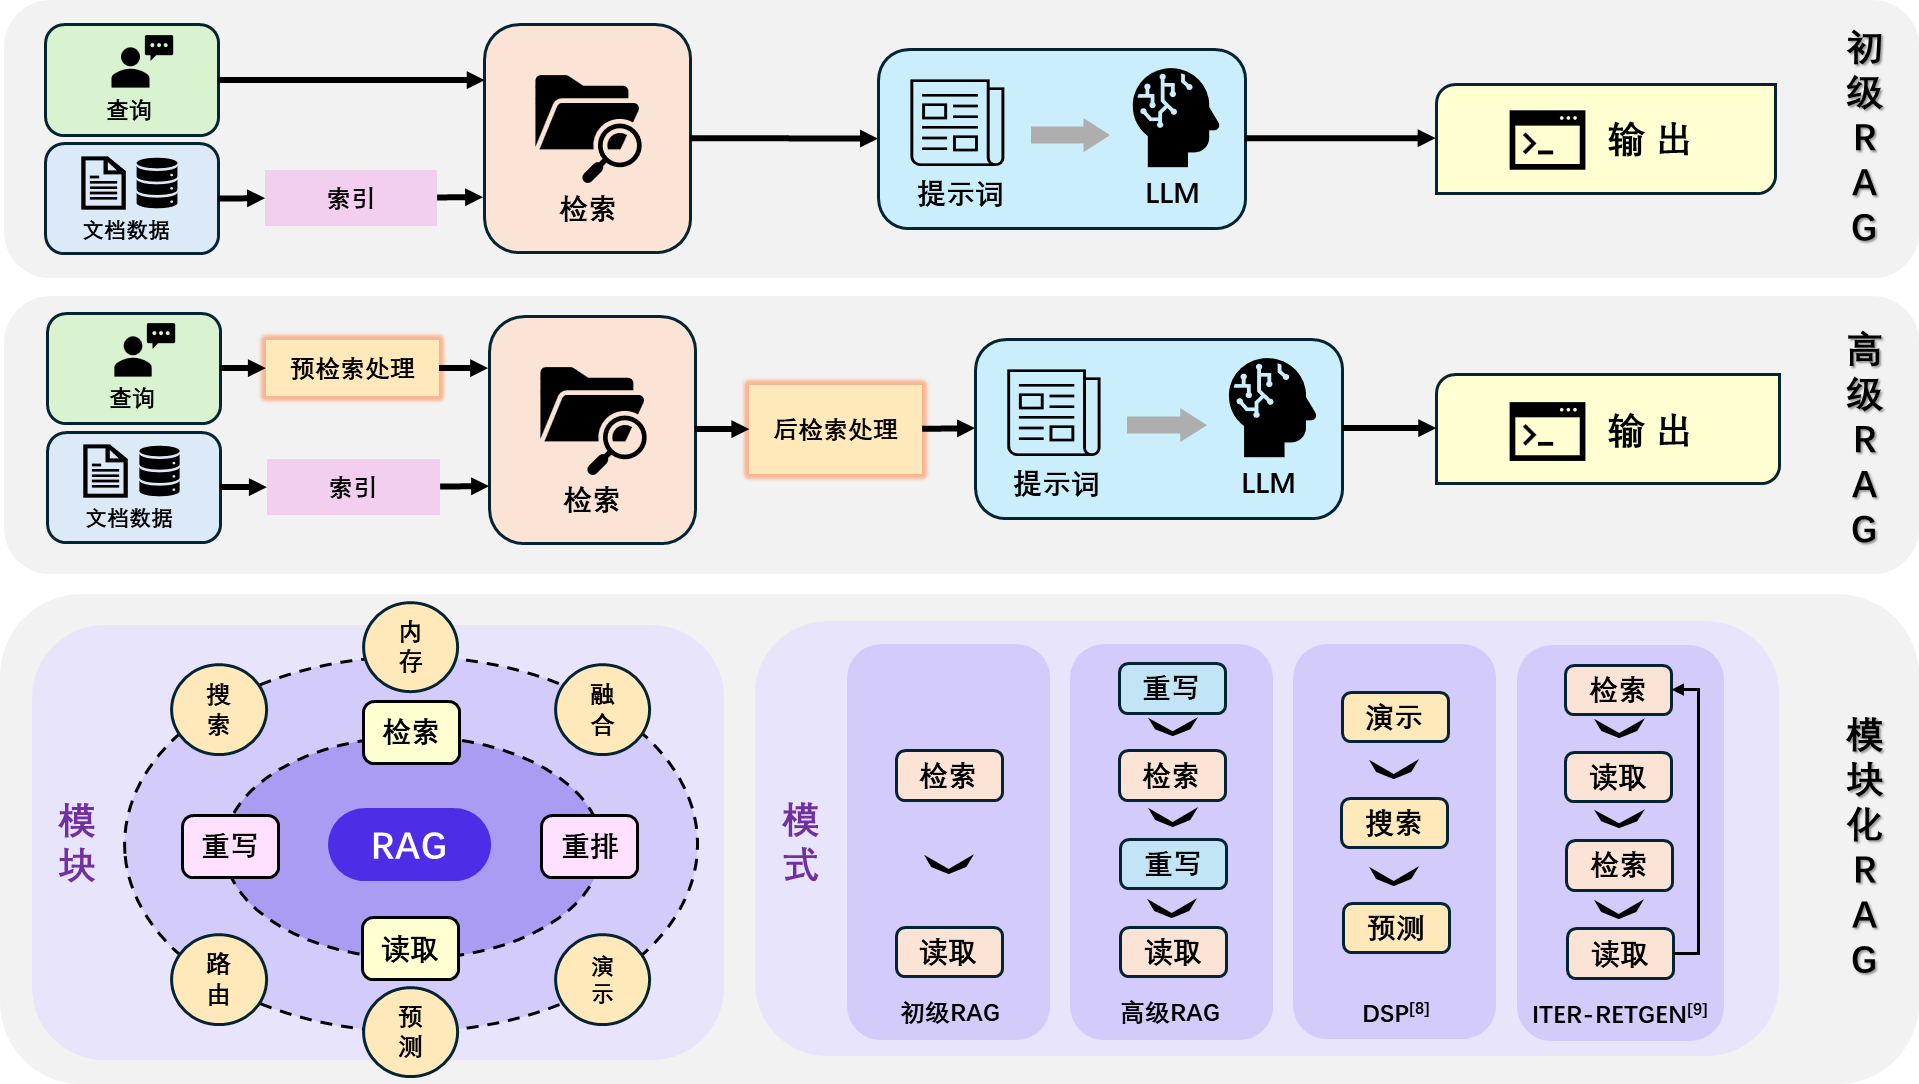 查询
文档数据
索引
检索
提示词
LLM
输 出
初级RAG
查询
预检索处理
文档数据
索引
检索
后检索处理
提示词
LLM
输 出
高级RAG
模块
内存
搜索
融合
检索
重写
RAG
重排
读取
路由
演示
预测
模式
检索
读取
初级RAG
重写
检索
重写
读取
高级RAG
演示
搜索
预测
DSP[8]
检索
读取
检索
读取
ITER-RETGEN[9]
模块化RAG